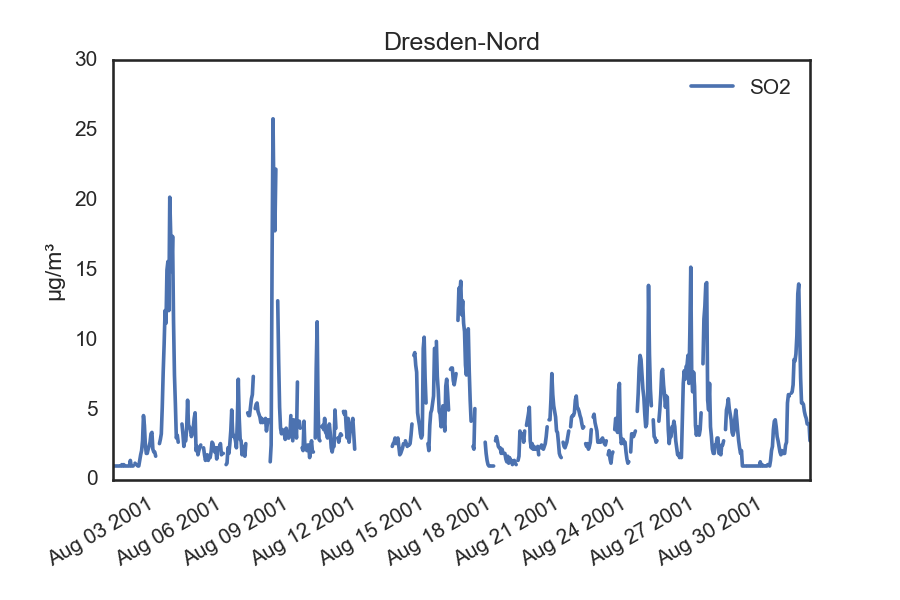 Dresden-Nord
30
25
20
15
10
5
0
µg/m³
SO2
Aug 03 2001
Aug 06 2001
Aug 09 2001
Aug 12 2001
Aug 15 2001
Aug 18 2001
Aug 21 2001
Aug 24 2001
Aug 27 2001
Aug 30 2001